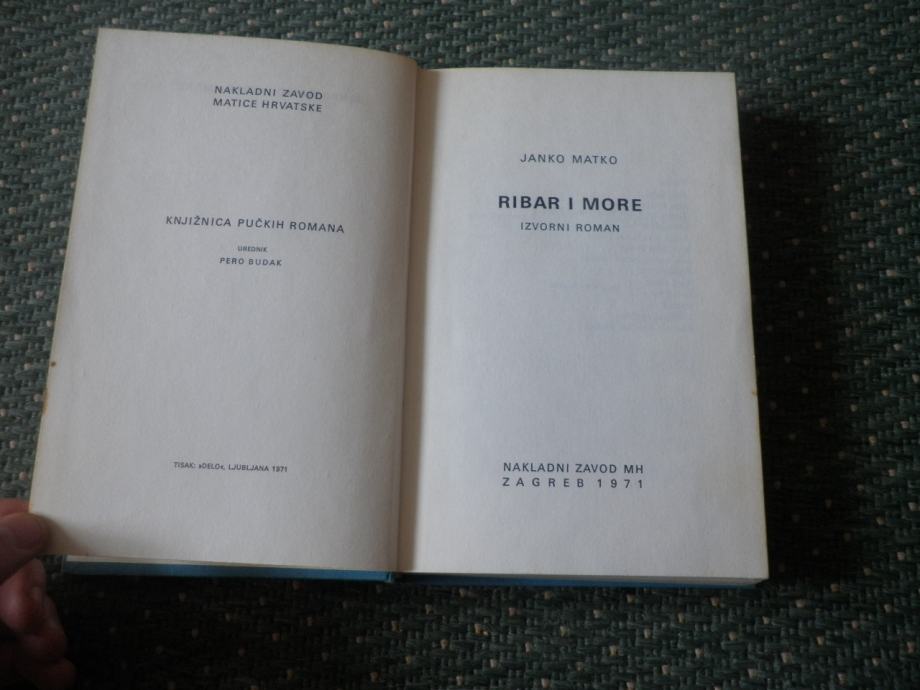 NAKLADNI ZAVOD
MATICE HRVATSKE
KNJIŽNICA PUČKIH ROMANA
UREDNIK
PERO BUDAK
TISAK: »DELO«, LJUBLJANA 1971
JANKO MATKO
RIBAR I MORE
IZVORNI ROMAN
NAKLADNI ZAVOD MH
ZAGREB 1971